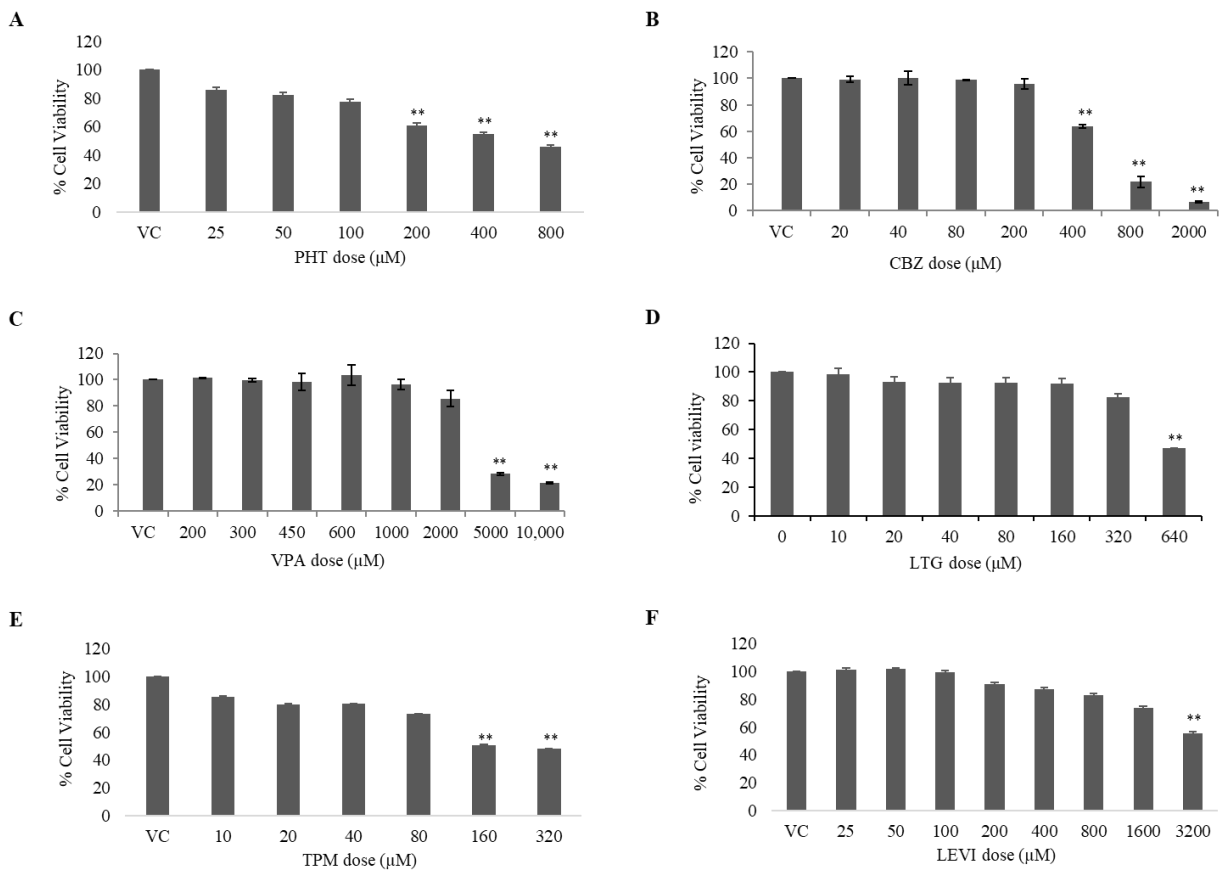 A
120
100
80
60
40
20
0
% Cell Viability
** ** **
VC 25 50 100 200 400 800
PHT dose (μM)
B
120
100
80
60
40
20
0
% Cell Viability
** ** **
VC 20 40 80 200 400 800 2000
CBZ dose (μM)
C
120
100
80
60
40
20
0
% Cell Viability
** **
VC 200 300 450 600 1000 2000 5000 10,000
VPA dose (μM)
D
120
100
80
60
40
20
0
% Cell viability
**
0 10 20 40 80 160 320 640
LTG dose (μM)
E
120
100
80
60
40
20
0
% Cell Viability
** **
VC 10 20 40 80 160 320
TPM dose (μM)
F
120
100
80
60
40
20
0
% Cell Viability
**
VC 25 50 100 200 400 800 1600 3200
LEVI dose (μM)